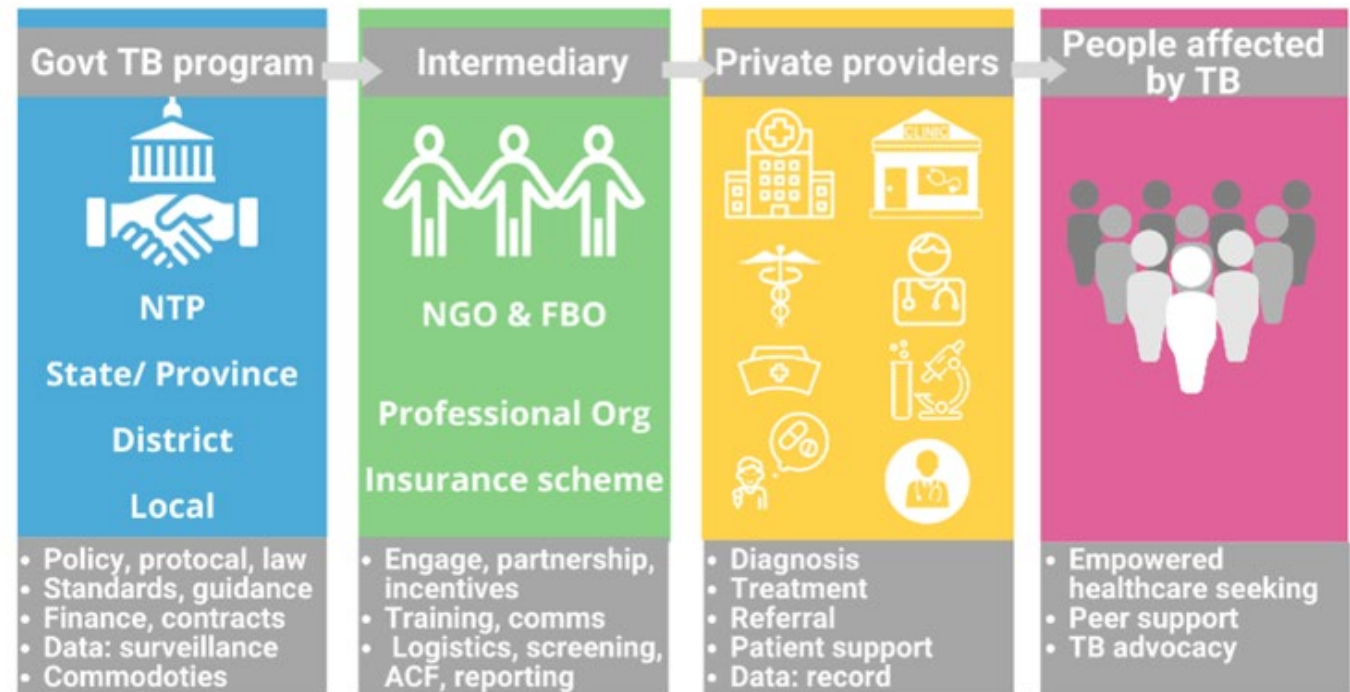 Govt TB program
Intermediary
Private providers
People affected
by TB
NTP
State/ Province
District
Local
NGO & FBO
Professional Org
Insurance scheme
CLINIC
• Policy, protocal, law
• Standards, guidance
• Finance, contracts
• Data: surveillance
• Commodoties
• Engage, partnership,
incentives
• Training, comms
• Logistics, screening,
ACF, reporting
• Diagnosis
• Treatment
• Referral
• Patient support
• Data: record
• Empowered
healthcare seeking
• Peer support
• TB advocacy